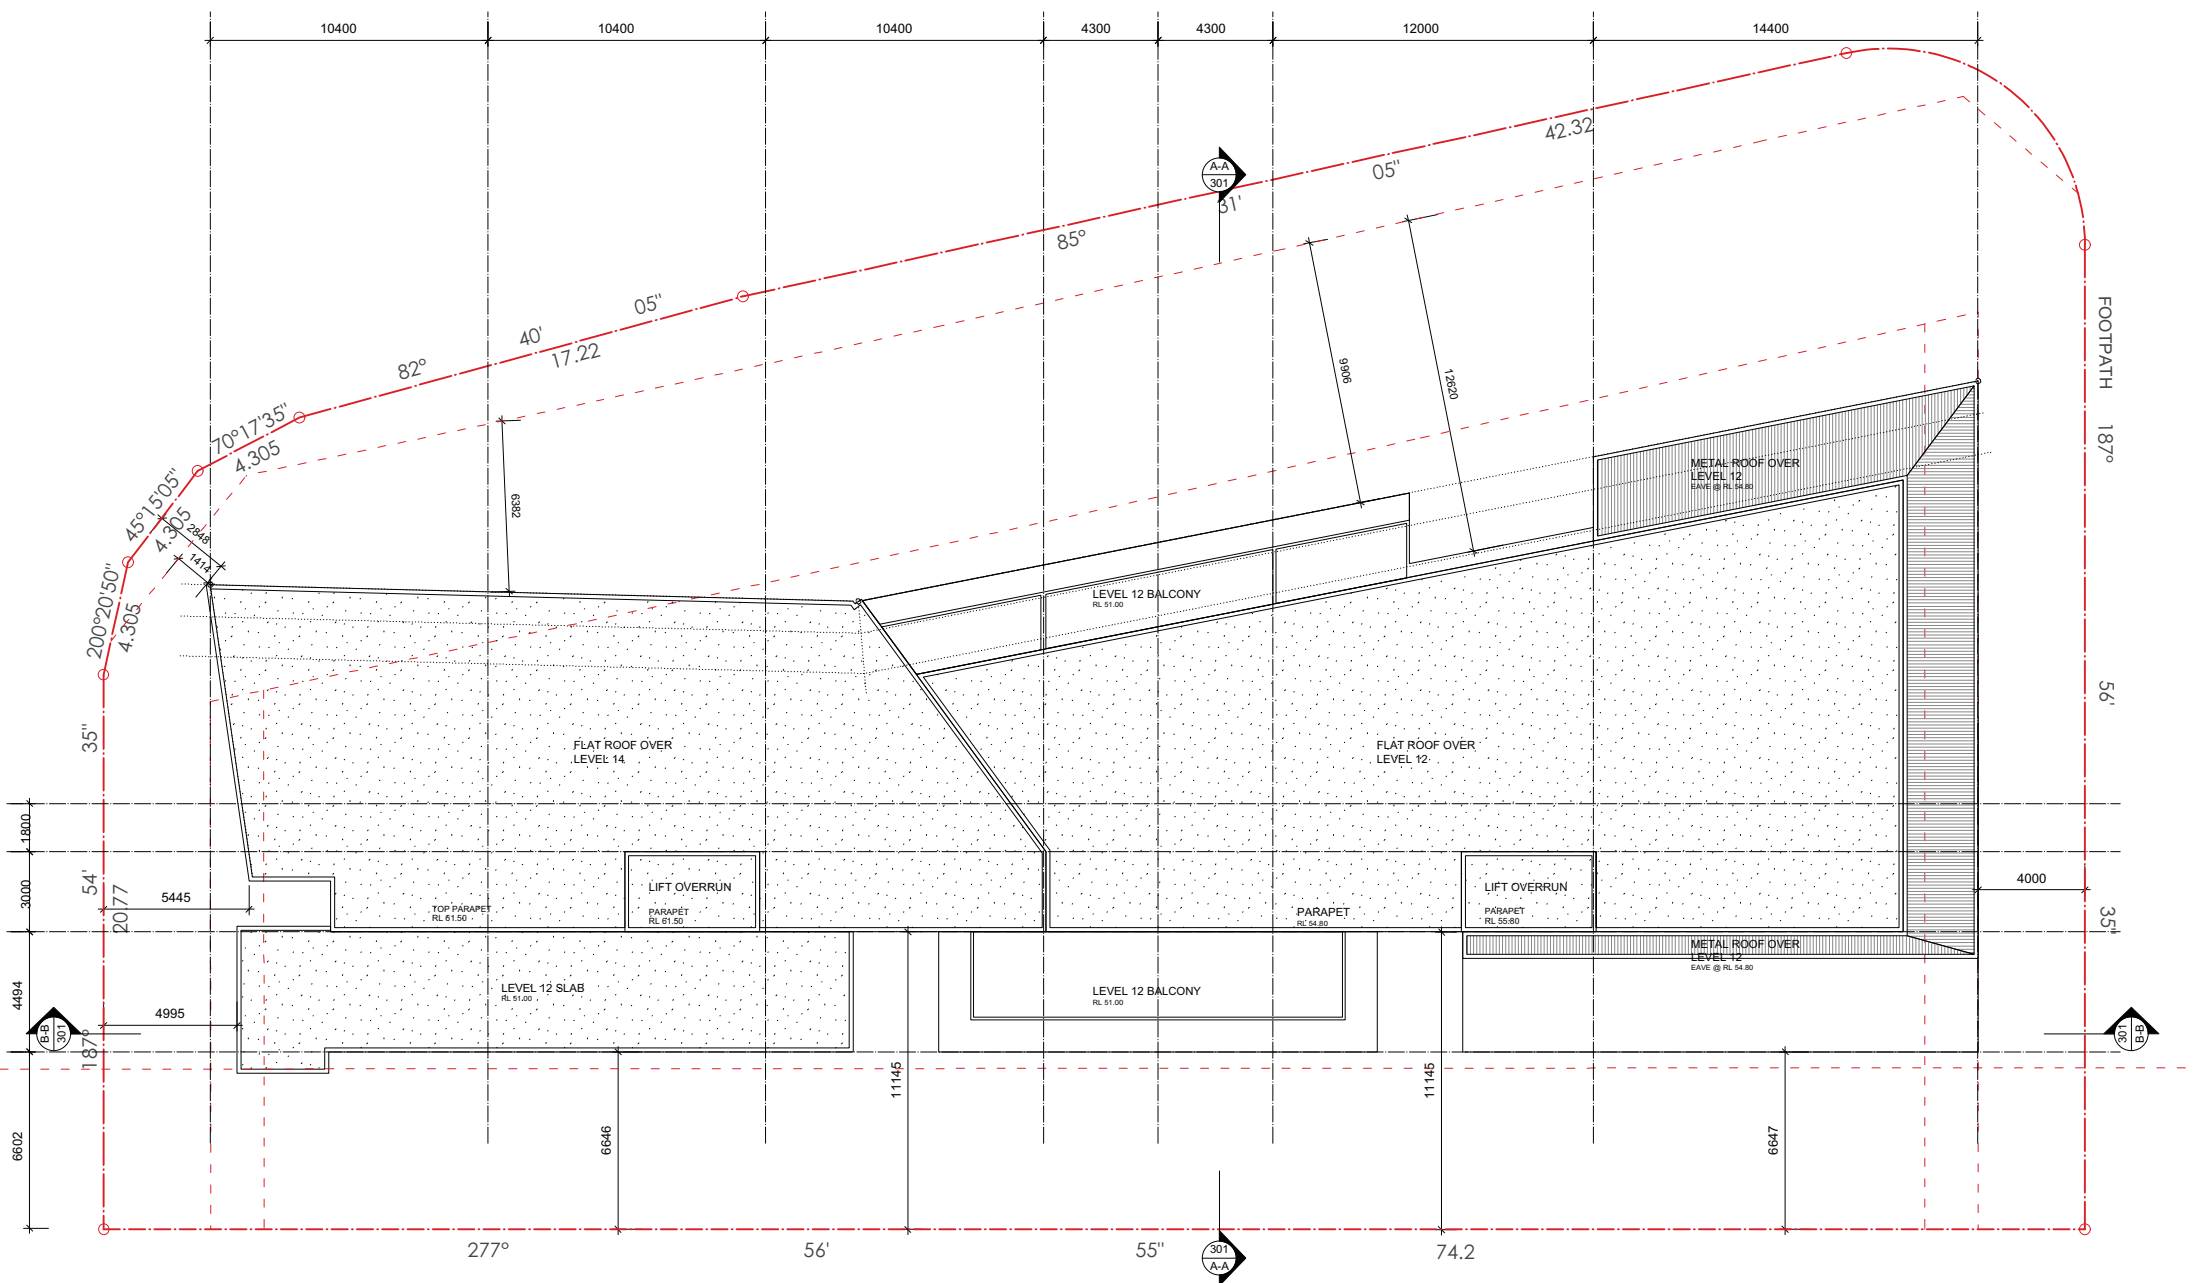 10400
10400
10400
4300
4300
12000
14400
42.32
A-A
301
05"
31'
85°
05"
40'
17.22
82°
FOOTPATH
187°
56'
35"
9906
12620
70°17'35"
4.305
45°15'05"
4.305
2848
1414
6382
200°20'50"
4.305
METAL ROOF OVER
LEVEL 12
EAVE @ RL 54.80
LEVEL 12 BALCONY
RL 51.00
35"
54'
20.77
187°
FLAT ROOF OVER
LEVEL 14
FLAT ROOF OVER
LEVEL 12
1800
3000
4494
6602
5445
4000
LIFT OVERRUN
PARAPET
RL 61.50
TOP PARAPET
RL 61.50
LIFT OVERRUN
PARAPET
RL 55:80
PARAPET
RL 54.80
METAL ROOF OVER
LEVEL 12
EAVE @ RL 54.80
LEVEL 12 SLAB
RL 51.00
LEVEL 12 BALCONY
RL 51.00
4995
B-B
301
301
B-B
11145
11145
6646
6647
277°
56'
55"
74.2
301
A-A